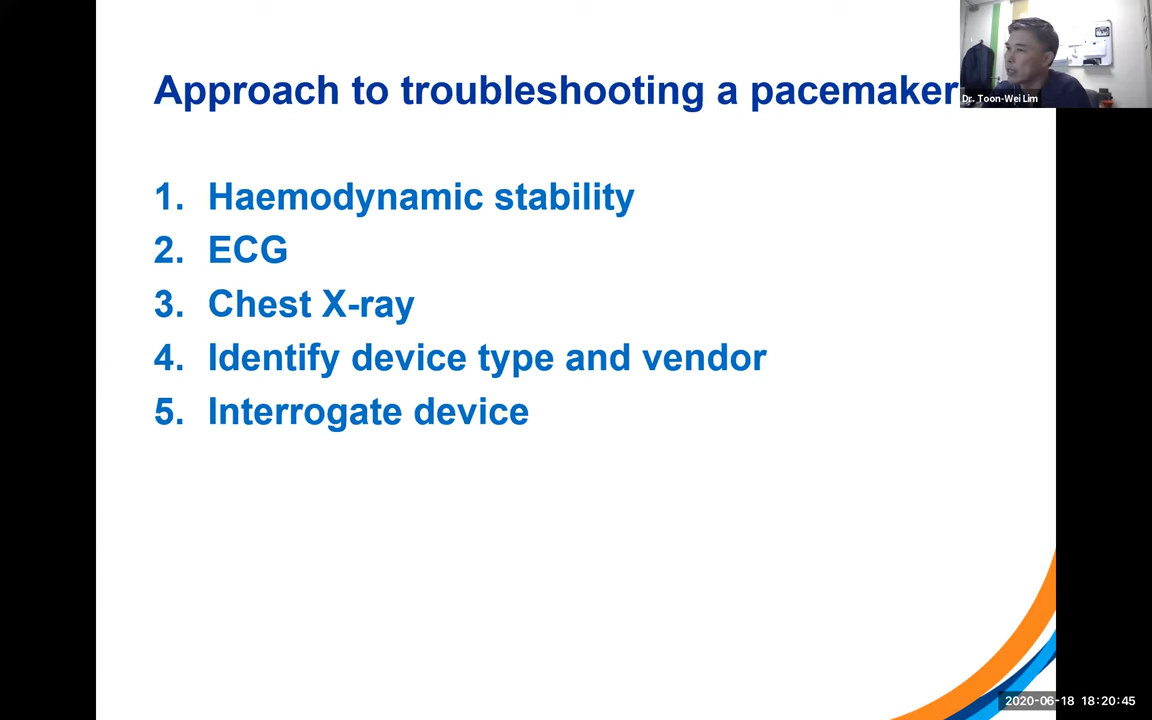 Approach to troubleshooting a pacemaker
Dr. Toon-Wei Lim
1. Haemodynamic stability
2. ECG
3. Chest X-ray
4. Identify device type and vendor
5. Interrogate device
2020-06-18 18:20:45